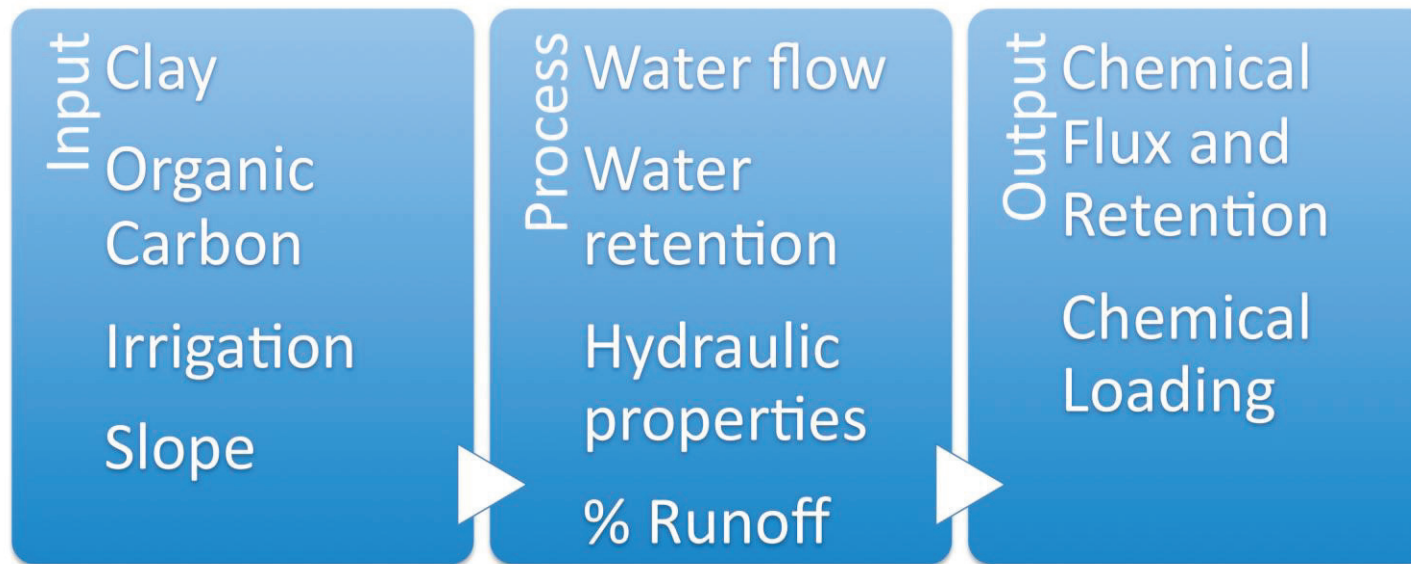 Input
Clay
Organic
Carbon
Irrigation
Slope
Process
Water flow
Water
retention
Hydraulic
properties
% Runoff
Output
Chemical
Flux and
Retention
Chemical
Loading